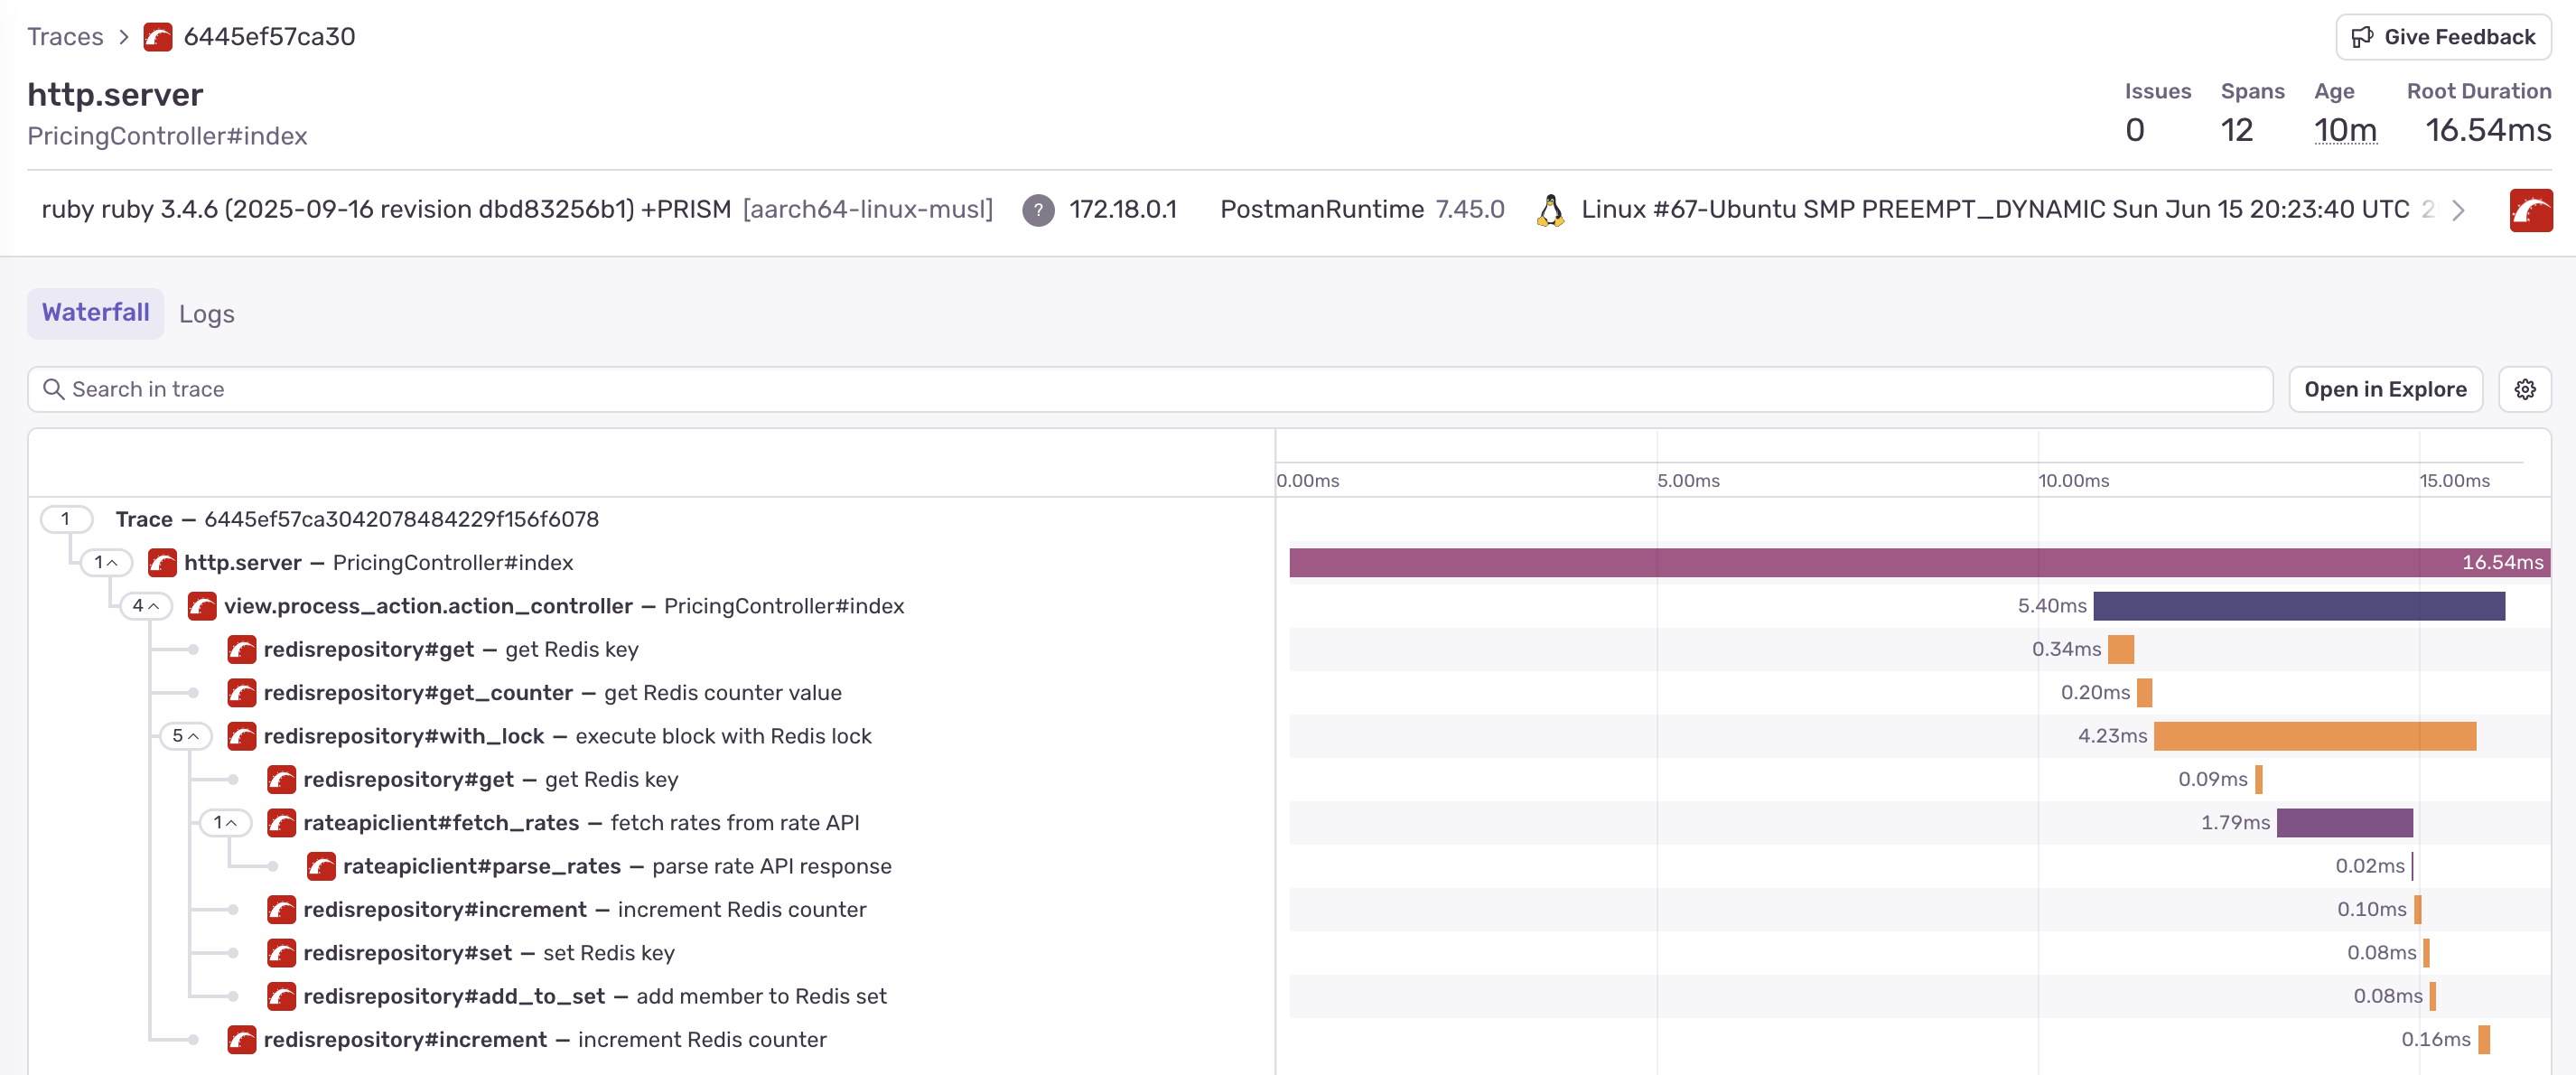 Traces > 6445ef57ca30
Give Feedback
http.server
PricingController#index
Issues Spans Age Root Duration
0 12 10m 16.54ms
ruby ruby 3.4.6 (2025-09-16 revision dbd83256b1) +PRISM [aarch64-linux-musl] ? 172.18.0.1 PostmanRuntime 7.45.0 Linux #67-Ubuntu SMP PREEMPT_DYNAMIC Sun Jun 15 20:23:40 UTC 2
Waterfall Logs
Search in trace
Open in Explore
0.00ms 5.00ms 10.00ms 15.00ms
1 Trace — 6445ef57ca3042078484229f156f6078
1 http.server — PricingController#index 16.54ms
4 view.process_action.action_controller — PricingController#index 5.40ms
redisrepository#get — get Redis key 0.34ms
redisrepository#get_counter — get Redis counter value 0.20ms
5 redisrepository#with_lock — execute block with Redis lock 4.23ms
redisrepository#get — get Redis key 0.09ms
1 rateapiclient#fetch_rates — fetch rates from rate API 1.79ms
rateapiclient#parse_rates — parse rate API response 0.02ms
redisrepository#increment — increment Redis counter 0.10ms
redisrepository#set — set Redis key 0.08ms
redisrepository#add_to_set — add member to Redis set 0.08ms
redisrepository#increment — increment Redis counter 0.16ms